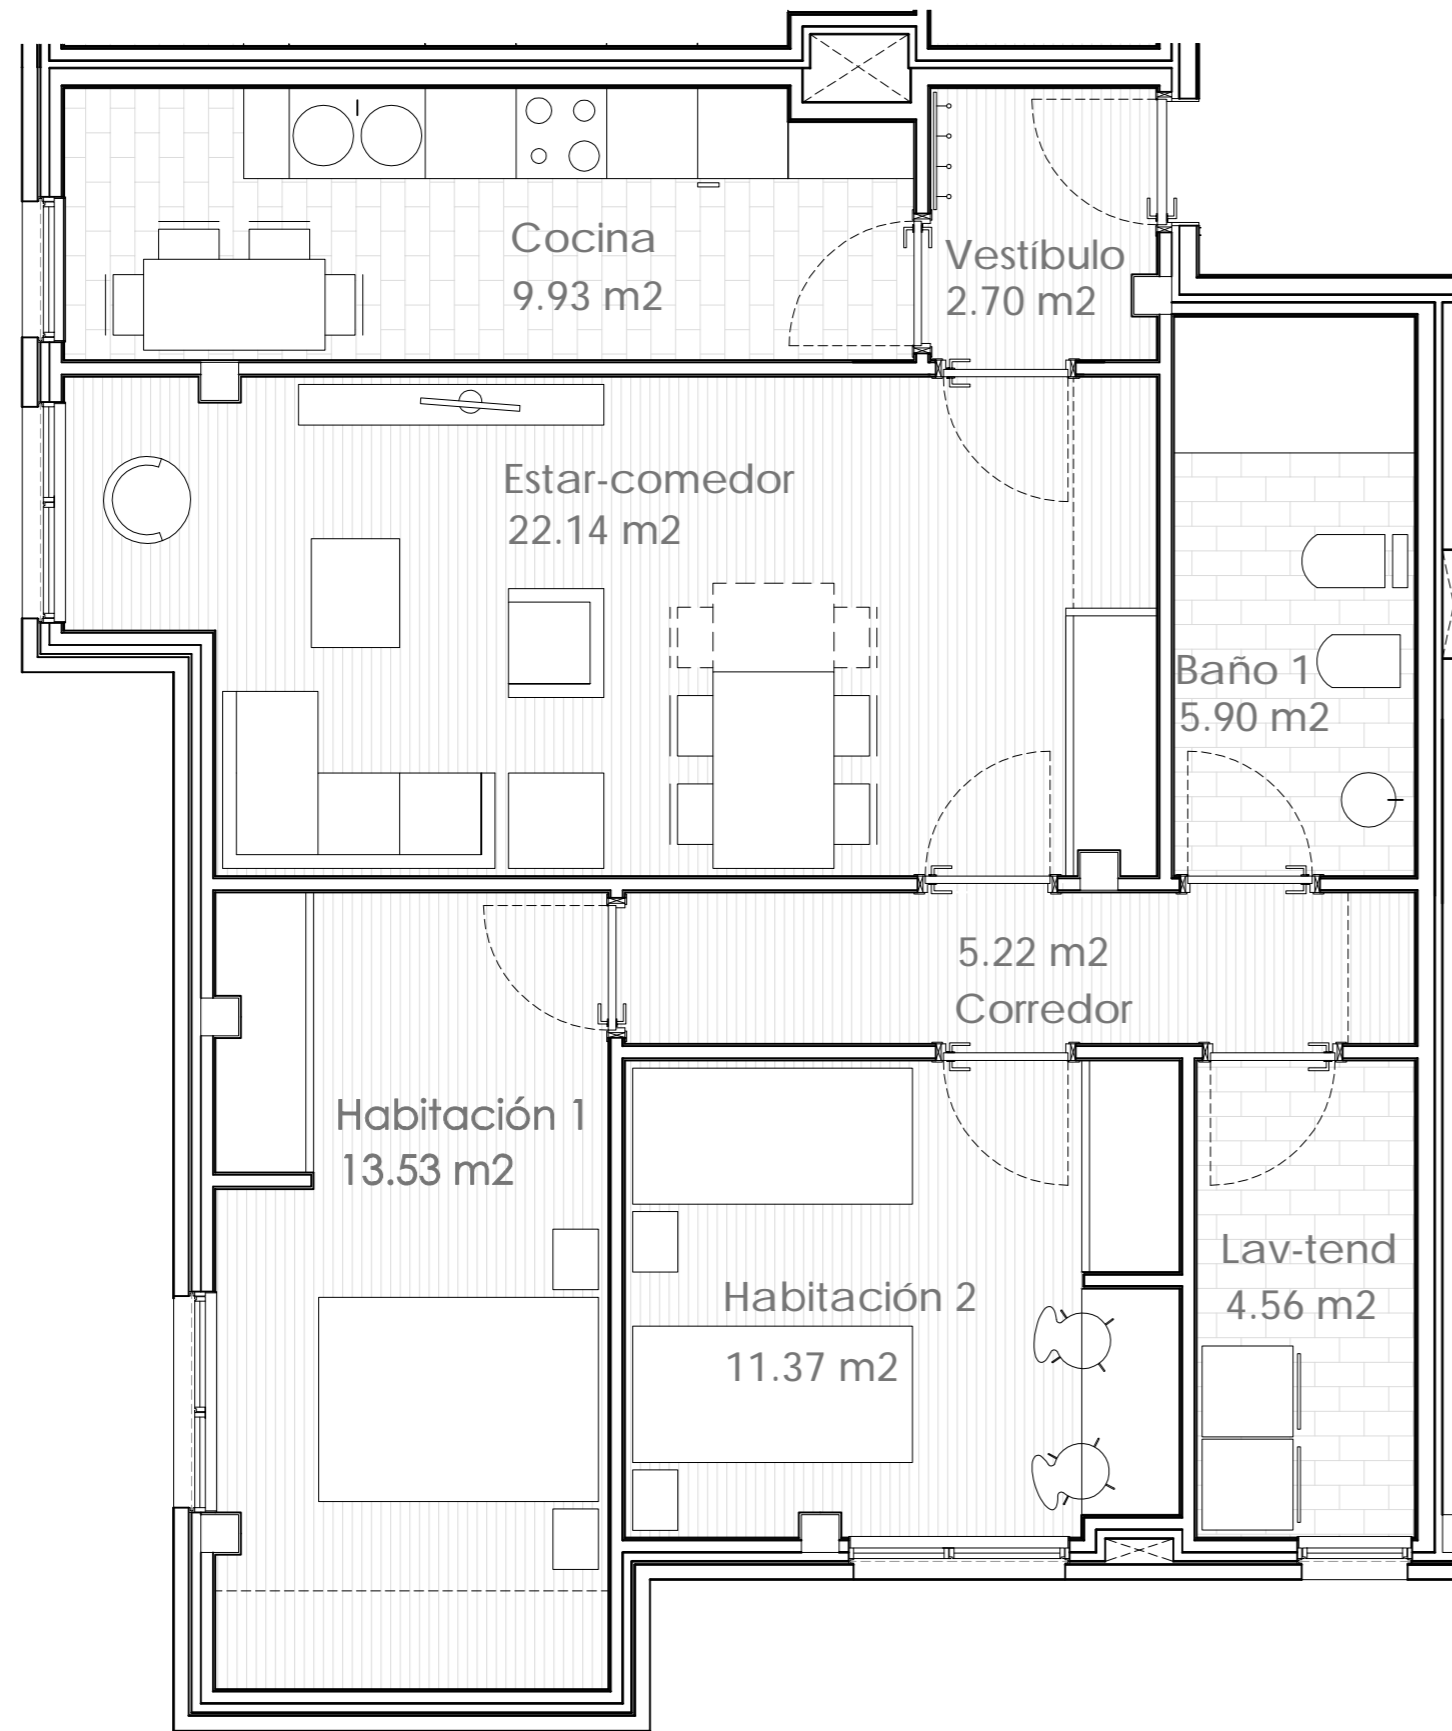 Cocina
9.93 m2
Vestíbulo
2.70 m2
Estar-comedor
22.14 m2
Baño 1
5.90 m2
5.22 m2
Corredor
Habitación 1
13.53 m2
Habitación 2
11.37 m2
Lav-tend
4.56 m2